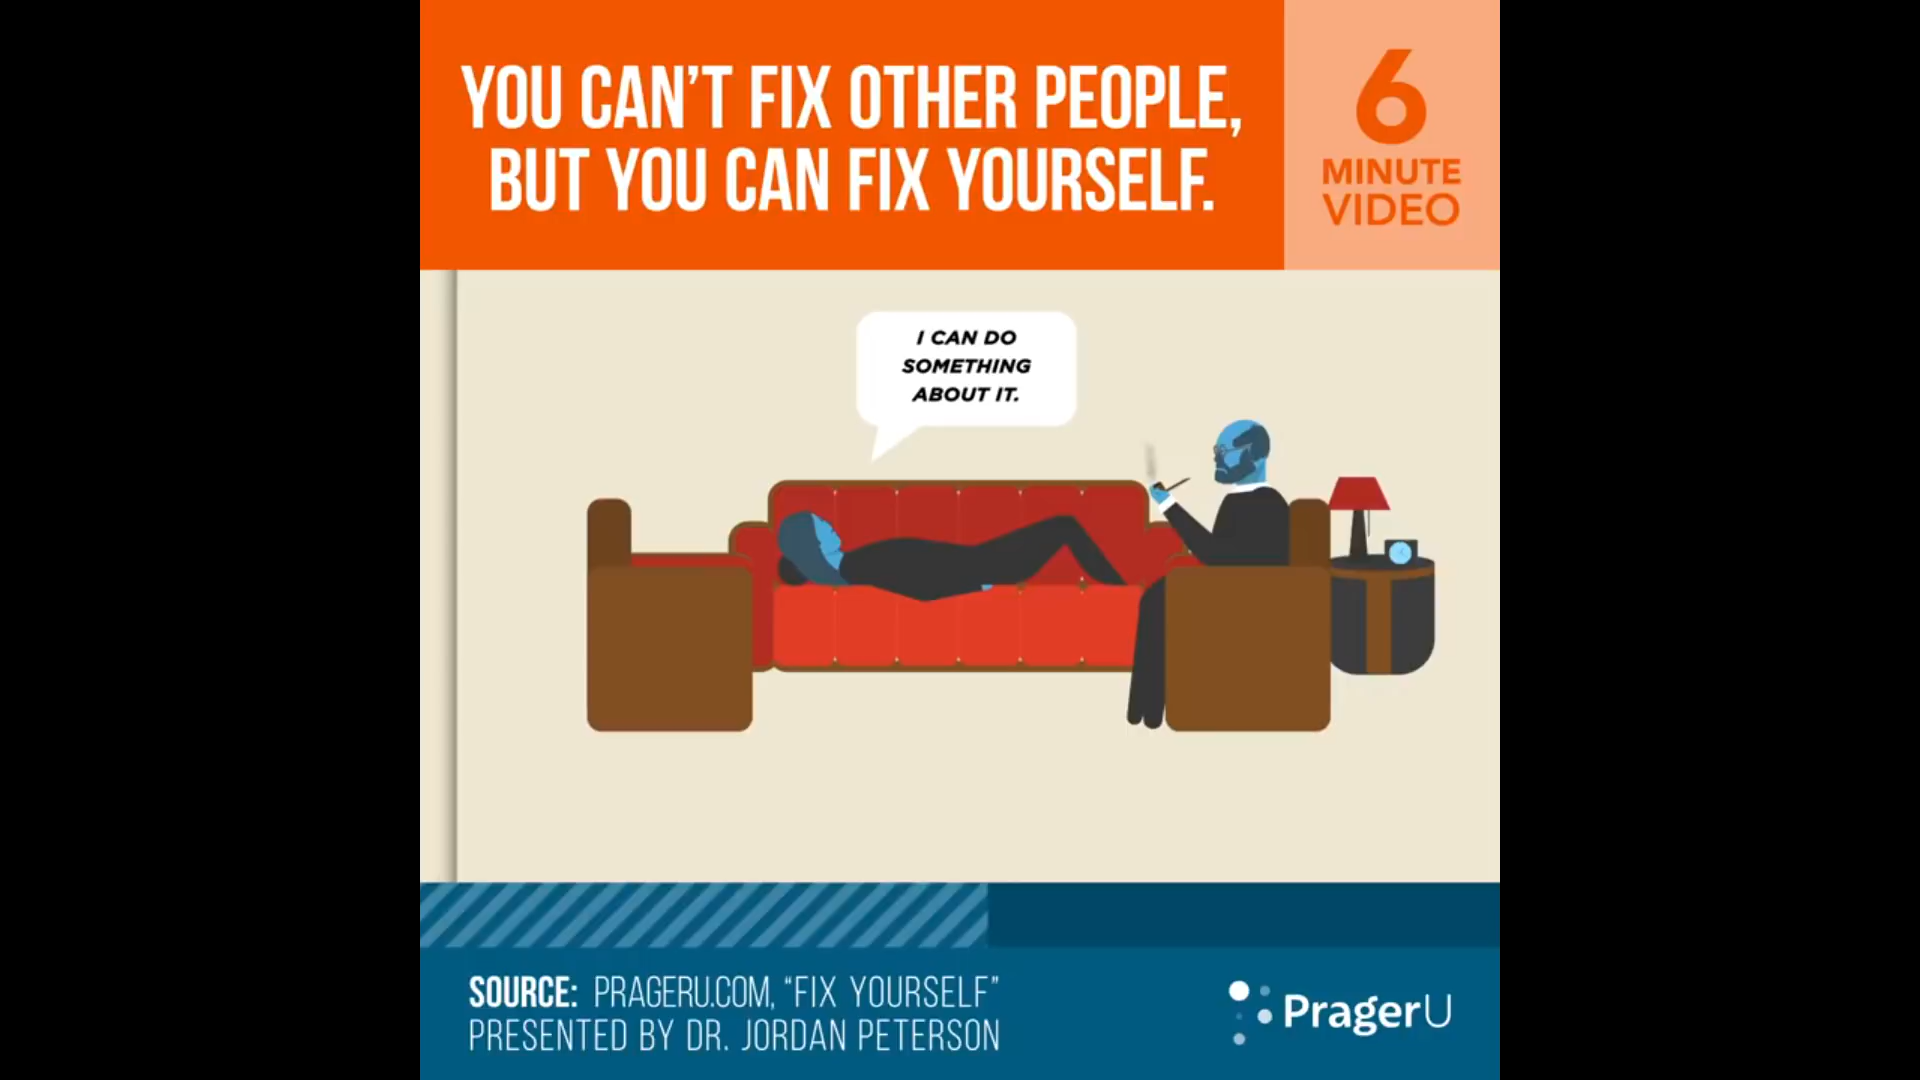 YOU CAN'T FIX OTHER PEOPLE,
BUT YOU CAN FIX YOURSELF.
6
MINUTE
VIDEO
I CAN DO
SOMETHING
ABOUT IT.
SOURCE: PRAGERU.COM, “FIX YOURSELF”
PRESENTED BY DR. JORDAN PETERSON
PragerU